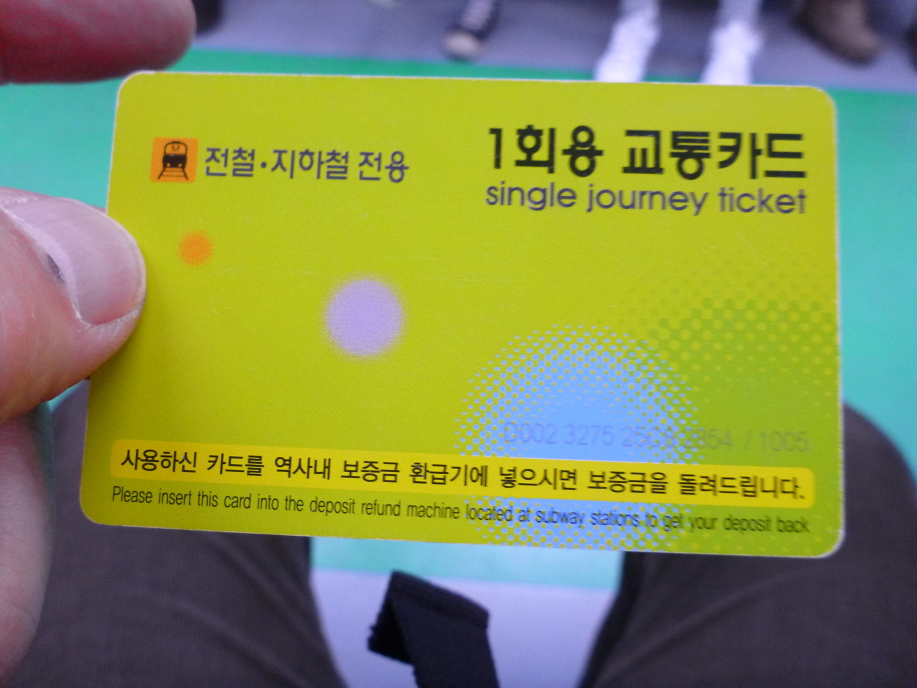 전철·지하철 전용
1회용 교통카드
single journey ticket
D002 3275 / 1005
사용하신 카드를 역사내 보증금 환급기에 넣으시면 보증금을 돌려드립니다.
Please insert this card into the deposit refund machine located at subway stations to get your deposit back